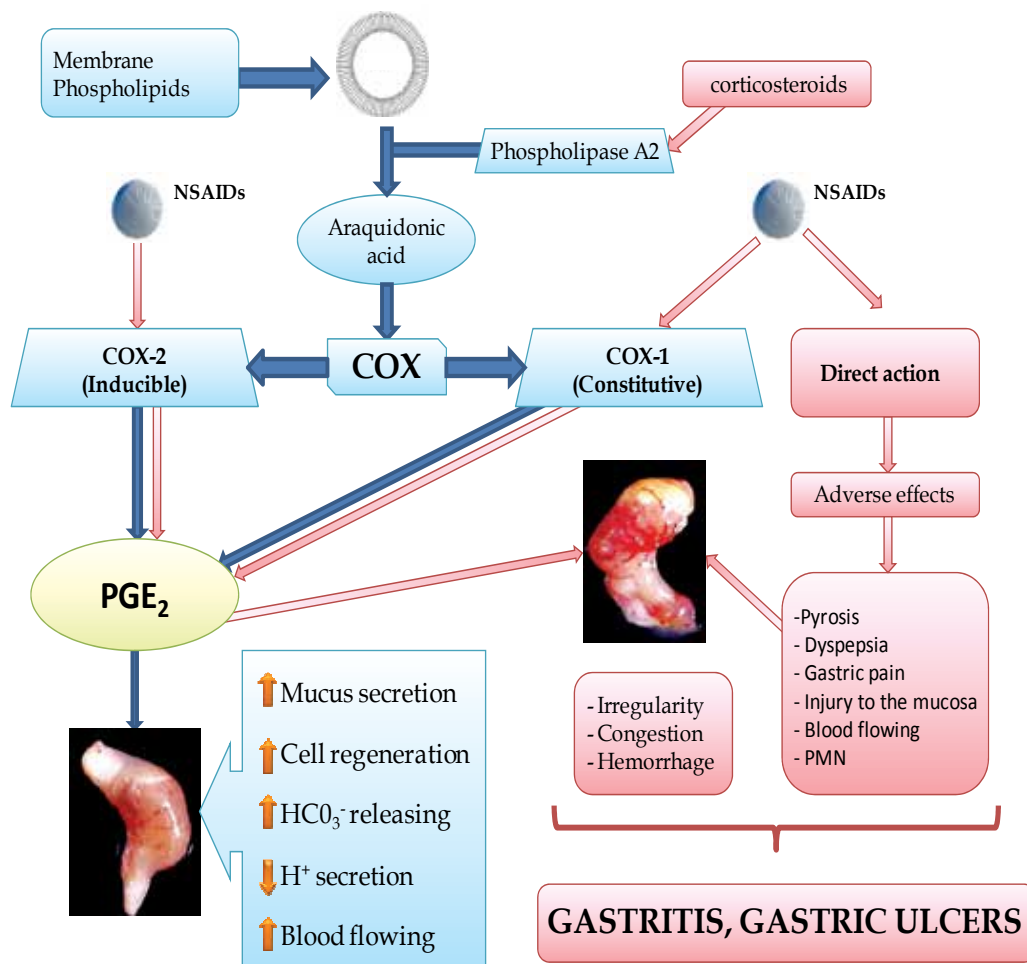 Membrane
Phospholipids
corticosteroids
Phospholipase A2
NSAIDs
NSAIDs
Araquidonic
acid
COX-2
(Inducible)
COX
COX-1
(Constitutive)
Direct action
Adverse effects
PGE₂
-Pyrosis
- Dyspepsia
- Gastric pain
- Injury to the mucosa
- Blood flowing
- PMN
Mucus secretion
Cell regeneration
HC0₃⁻ releasing
H⁺ secretion
Blood flowing
- Irregularity
- Congestion
- Hemorrhage
GASTRITIS, GASTRIC ULCERS